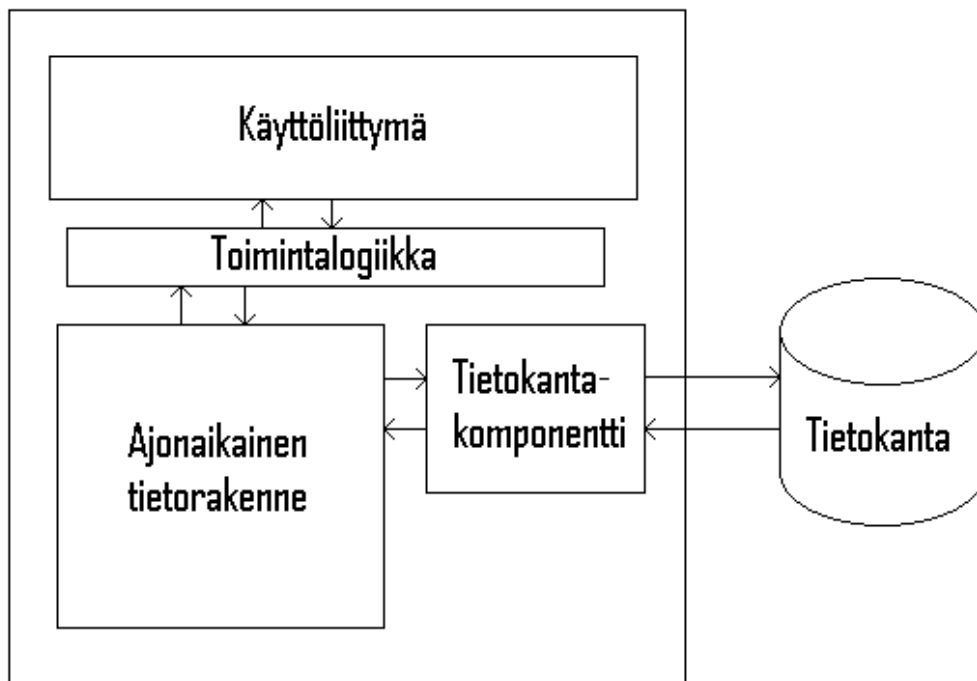 Käyttöliittymä
Toimintalogiikka
Ajonaikainen
tietorakenne
Tietokanta-
komponentti
Tietokanta